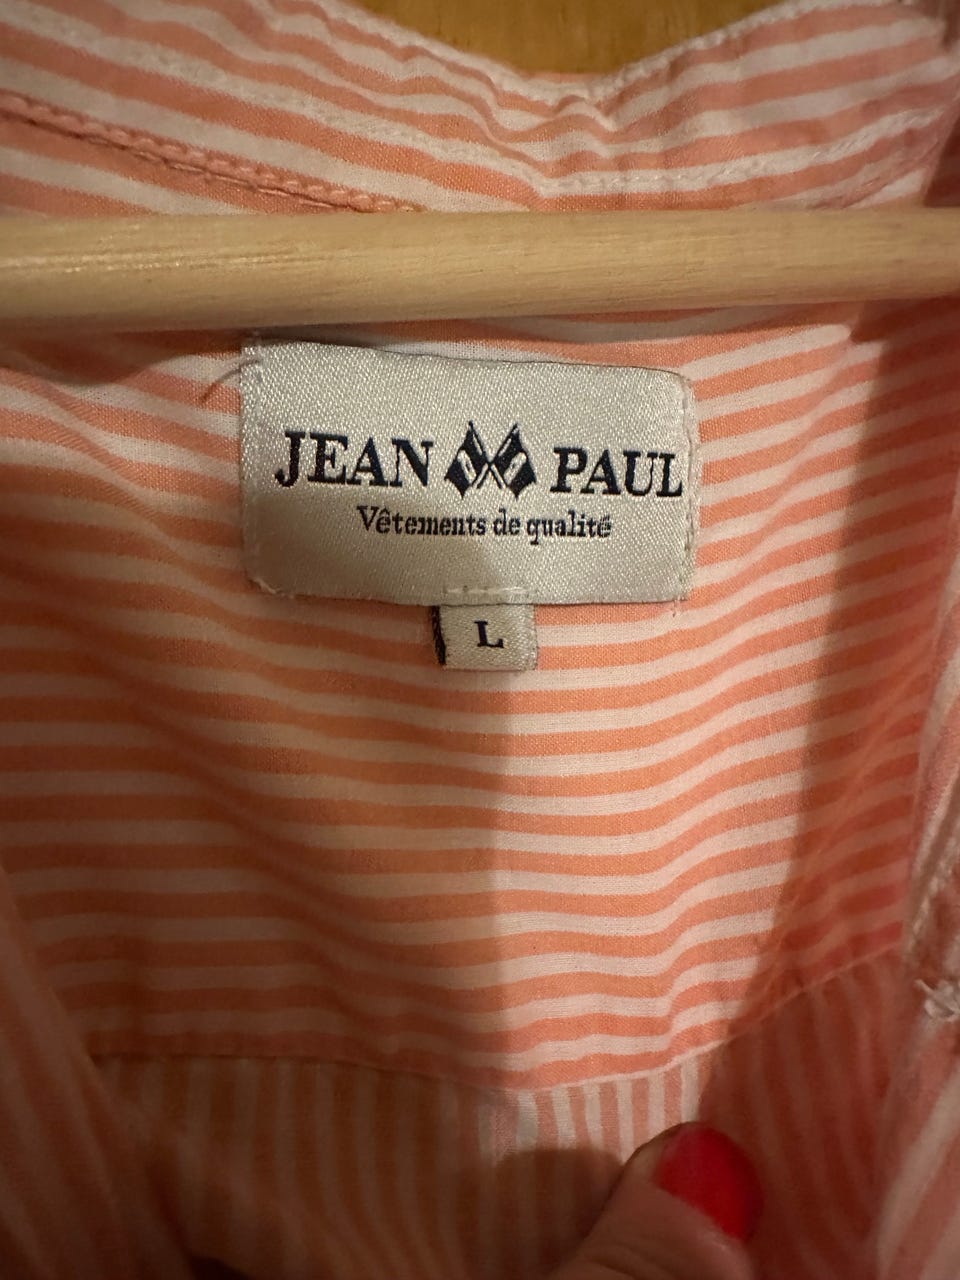 JEAN PAUL
Vêtements de qualité
L